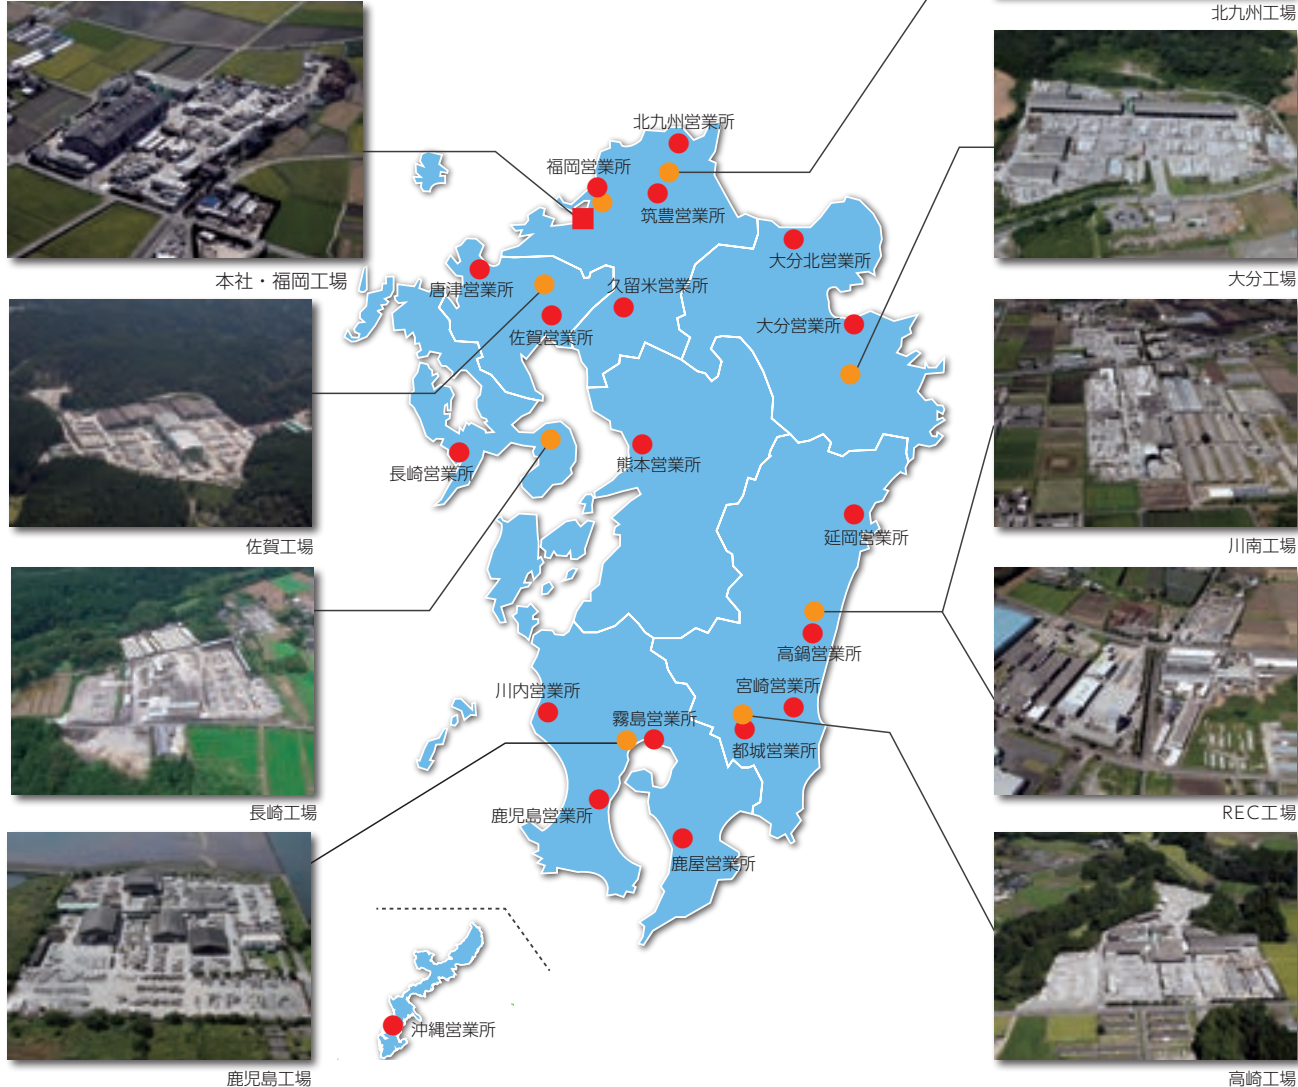 北九州工場
北九州営業所
福岡営業所
筑豊営業所
大分北営業所
本社・福岡工場
大分工場
唐津営業所
久留米営業所
佐賀営業所
大分営業所
長崎営業所
熊本営業所
佐賀工場
延岡営業所
川南工場
高鍋営業所
川内営業所
宮崎営業所
霧島営業所
都城営業所
長崎工場
鹿児島営業所
REC工場
鹿屋営業所
沖縄営業所
鹿児島工場
高崎工場